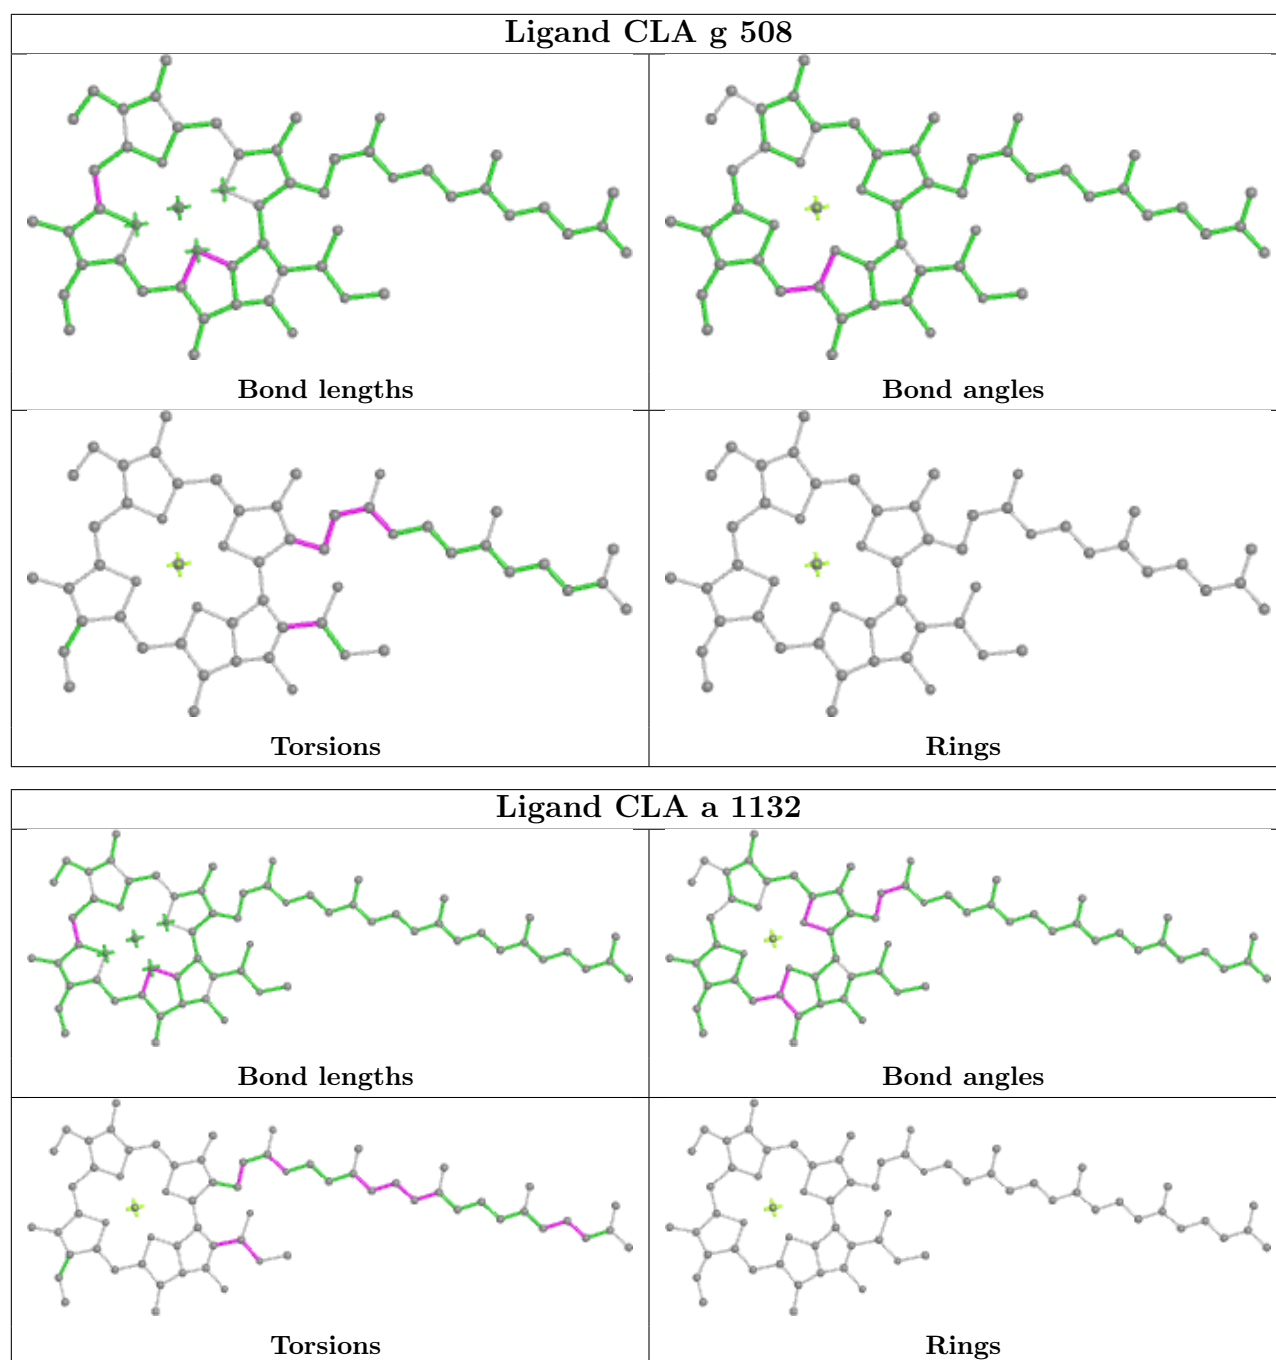 Ligand CLA g 508
Bond lengths
Bond angles
Torsions
Rings
Ligand CLA a 1132
Bond lengths
Bond angles
Torsions
Rings